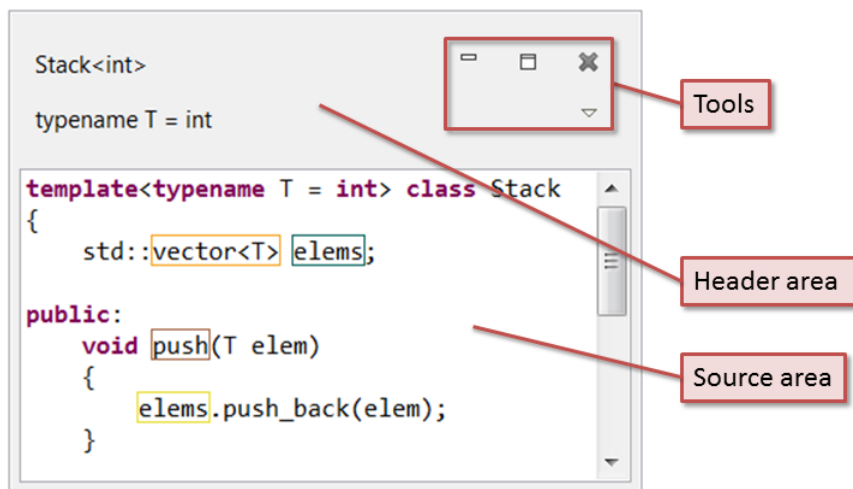 Stack<int>
typename T = int
Tools
template<typename T = int> class Stack
{
    std::vector<T> elems;
Header area
public:
    void push(T elem)
    {
Source area
        elems.push_back(elem);
    }